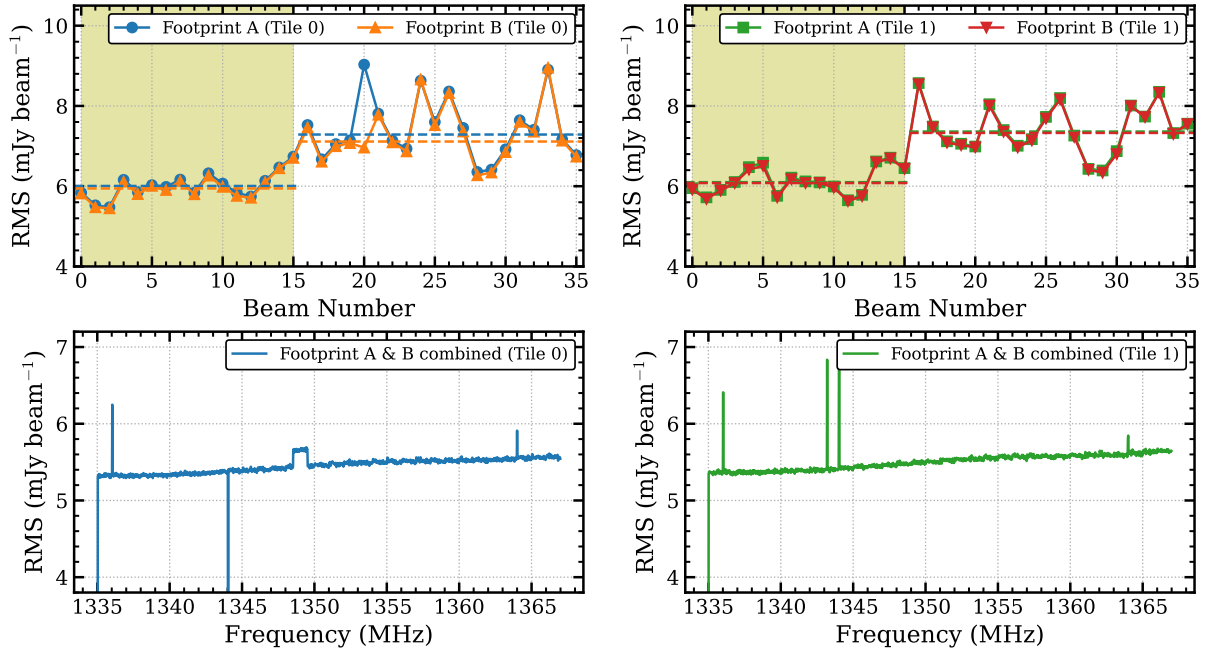 Footprint A (Tile 0) Footprint B (Tile 0)
RMS (mJy beam⁻¹)
10
8
6
4
0 5 10 15 20 25 30 35
Beam Number
Footprint A (Tile 1) Footprint B (Tile 1)
RMS (mJy beam⁻¹)
10
8
6
4
0 5 10 15 20 25 30 35
Beam Number
Footprint A & B combined (Tile 0)
RMS (mJy beam⁻¹)
7
6
5
4
1335 1340 1345 1350 1355 1360 1365
Frequency (MHz)
Footprint A & B combined (Tile 1)
RMS (mJy beam⁻¹)
7
6
5
4
1335 1340 1345 1350 1355 1360 1365
Frequency (MHz)